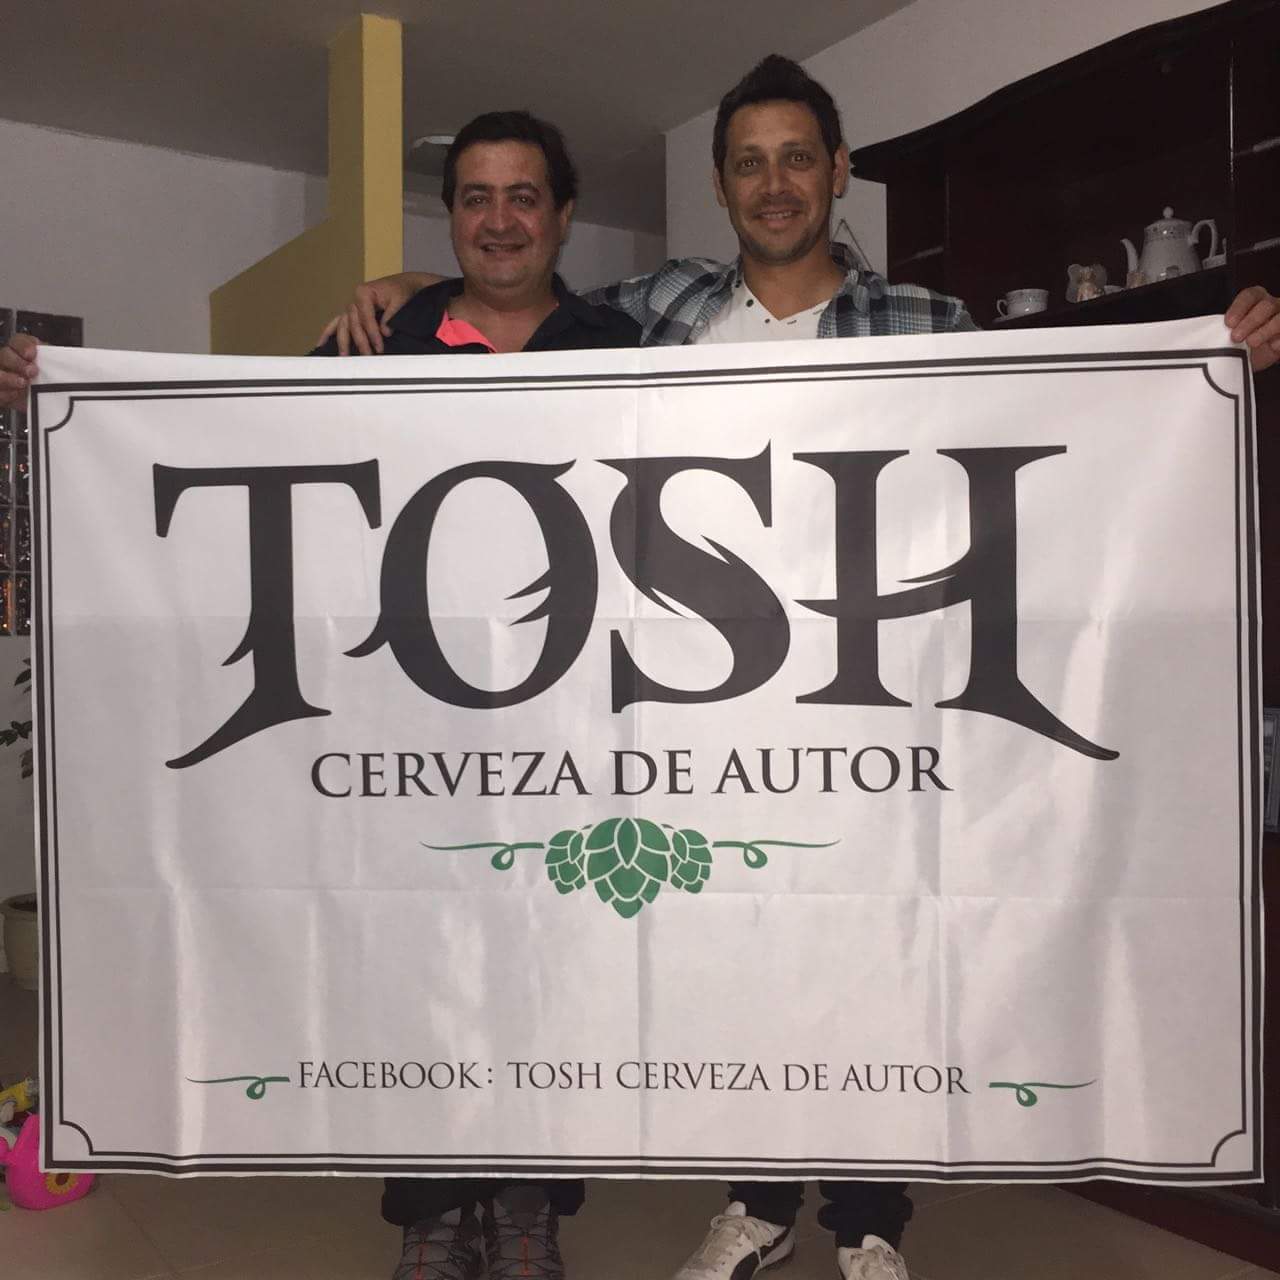 TOSH
CERVEZA DE AUTOR
FACEBOOK: TOSH CERVEZA DE AUTOR